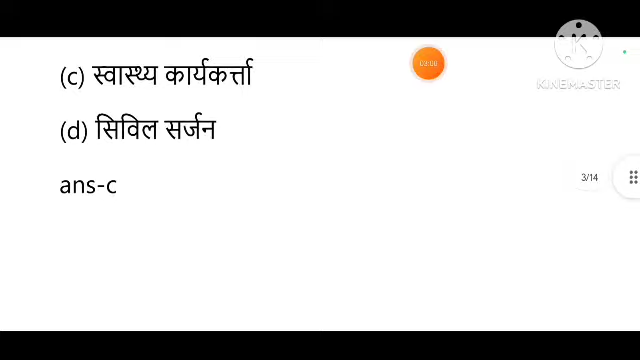 (c) स्वास्थ्य कार्यकर्त्ता
(d) सिविल सर्जन
ans-c
3/14
KINEMASTER